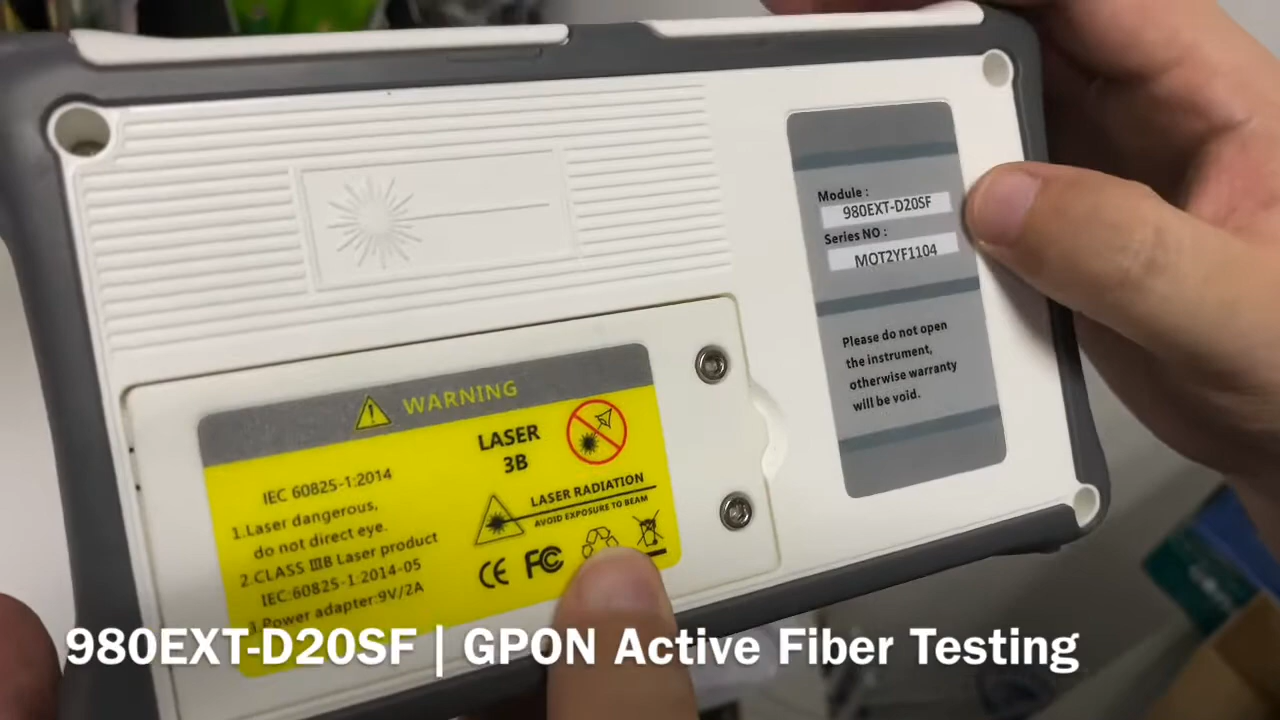 Module :
980EXT-D20SF
Series NO :
MOT2YF1104
Please do not open
the instrument,
otherwise warranty
will be void.
WARNING
IEC 60825-1:2014
1.Laser dangerous,
do not direct eye.
2.CLASS ⅢB Laser product
IEC:60825-1:2014-05
3.Power adapter:9V/2A
LASER
3B
LASER RADIATION
AVOID EXPOSURE TO BEAM
CE FC
980EXT-D20SF | GPON Active Fiber Testing